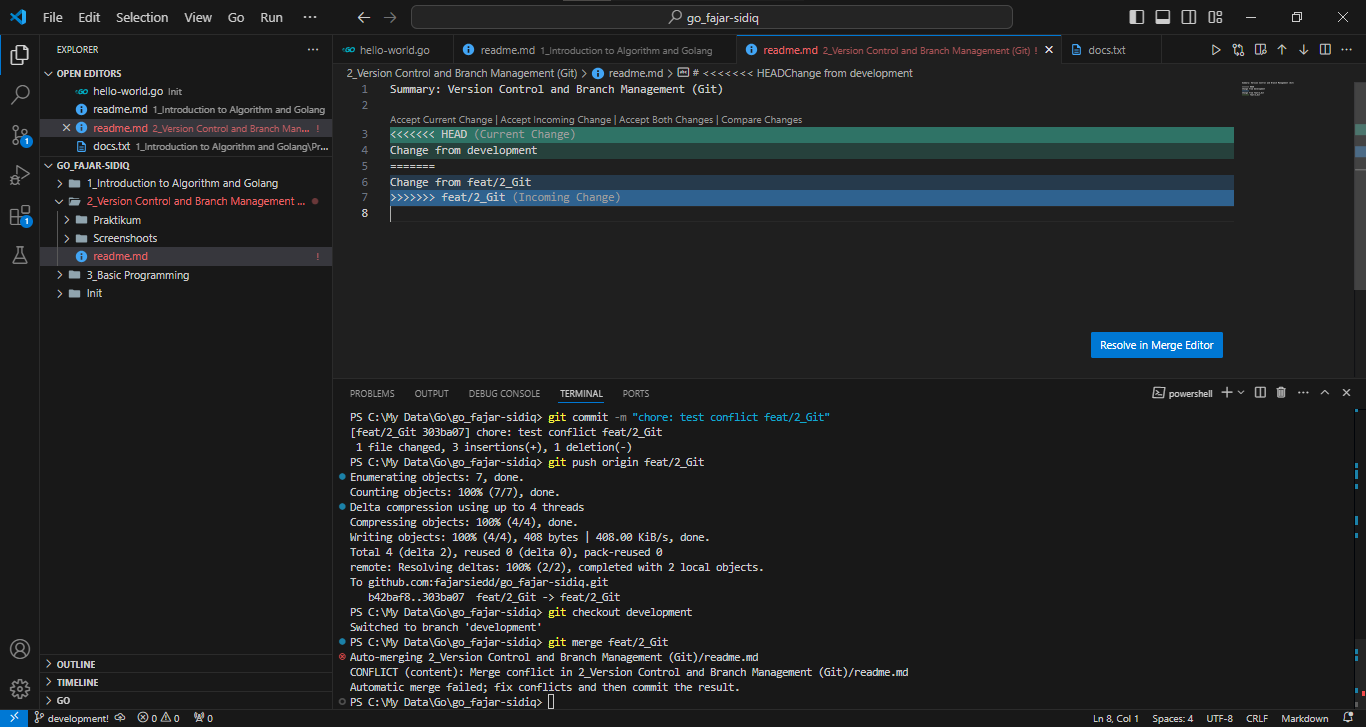 File Edit Selection View Go Run ··· go_fajar-sidiq
EXPLORER ···
OPEN EDITORS
hello-world.go Init
readme.md 1_Introduction to Algorithm and Golang
readme.md 2_Version Control and Branch Man... !
docs.txt 1_Introduction to Algorithm and Golang\Pr...
GO_FAJAR-SIDIQ
1_Introduction to Algorithm and Golang
2_Version Control and Branch Management ...
Praktikum
Screenshoots
readme.md !
3_Basic Programming
Init
OUTLINE
TIMELINE
GO
hello-world.go
readme.md 1_Introduction to Algorithm and Golang
readme.md 2_Version Control and Branch Management (Git) !
docs.txt
2_Version Control and Branch Management (Git) > readme.md > # <<<<<<< HEADChange from development
1 Summary: Version Control and Branch Management (Git)
2
Accept Current Change | Accept Incoming Change | Accept Both Changes | Compare Changes
3 <<<<<<< HEAD (Current Change)
4 Change from development
5 =======
6 Change from feat/2_Git
7 >>>>>>> feat/2_Git (Incoming Change)
8
Resolve in Merge Editor
PROBLEMS OUTPUT DEBUG CONSOLE TERMINAL PORTS
powershell
PS C:\My Data\Go\go_fajar-sidiq> git commit -m "chore: test conflict feat/2_Git"
[feat/2_Git 303ba07] chore: test conflict feat/2_Git
1 file changed, 3 insertions(+), 1 deletion(-)
PS C:\My Data\Go\go_fajar-sidiq> git push origin feat/2_Git
Enumerating objects: 7, done.
Counting objects: 100% (7/7), done.
Delta compression using up to 4 threads
Compressing objects: 100% (4/4), done.
Writing objects: 100% (4/4), 408 bytes | 408.00 KiB/s, done.
Total 4 (delta 2), reused 0 (delta 0), pack-reused 0
remote: Resolving deltas: 100% (2/2), completed with 2 local objects.
To github.com:fajarsiedd/go_fajar-sidiq.git
b42baf8..303ba07 feat/2_Git -> feat/2_Git
PS C:\My Data\Go\go_fajar-sidiq> git checkout development
Switched to branch 'development'
PS C:\My Data\Go\go_fajar-sidiq> git merge feat/2_Git
Auto-merging 2_Version Control and Branch Management (Git)/readme.md
CONFLICT (content): Merge conflict in 2_Version Control and Branch Management (Git)/readme.md
Automatic merge failed; fix conflicts and then commit the result.
PS C:\My Data\Go\go_fajar-sidiq>
1
1
development! 0 0 0
Ln 8, Col 1 Spaces: 4 UTF-8 CRLF Markdown